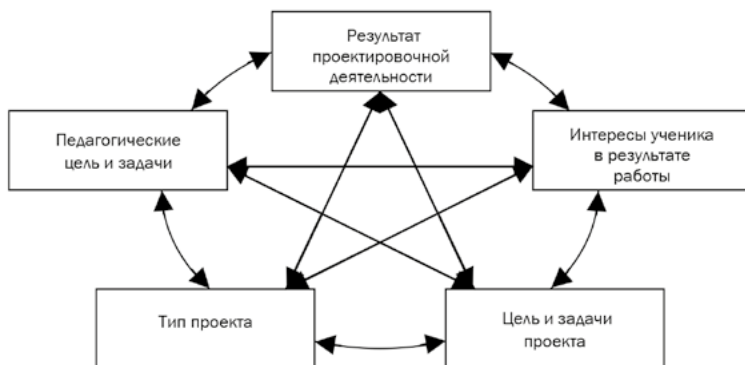 Результат
проектировочной
деятельности
Педагогические
цель и задачи
Интересы ученика
в результате
работы
Тип проекта
Цель и задачи
проекта